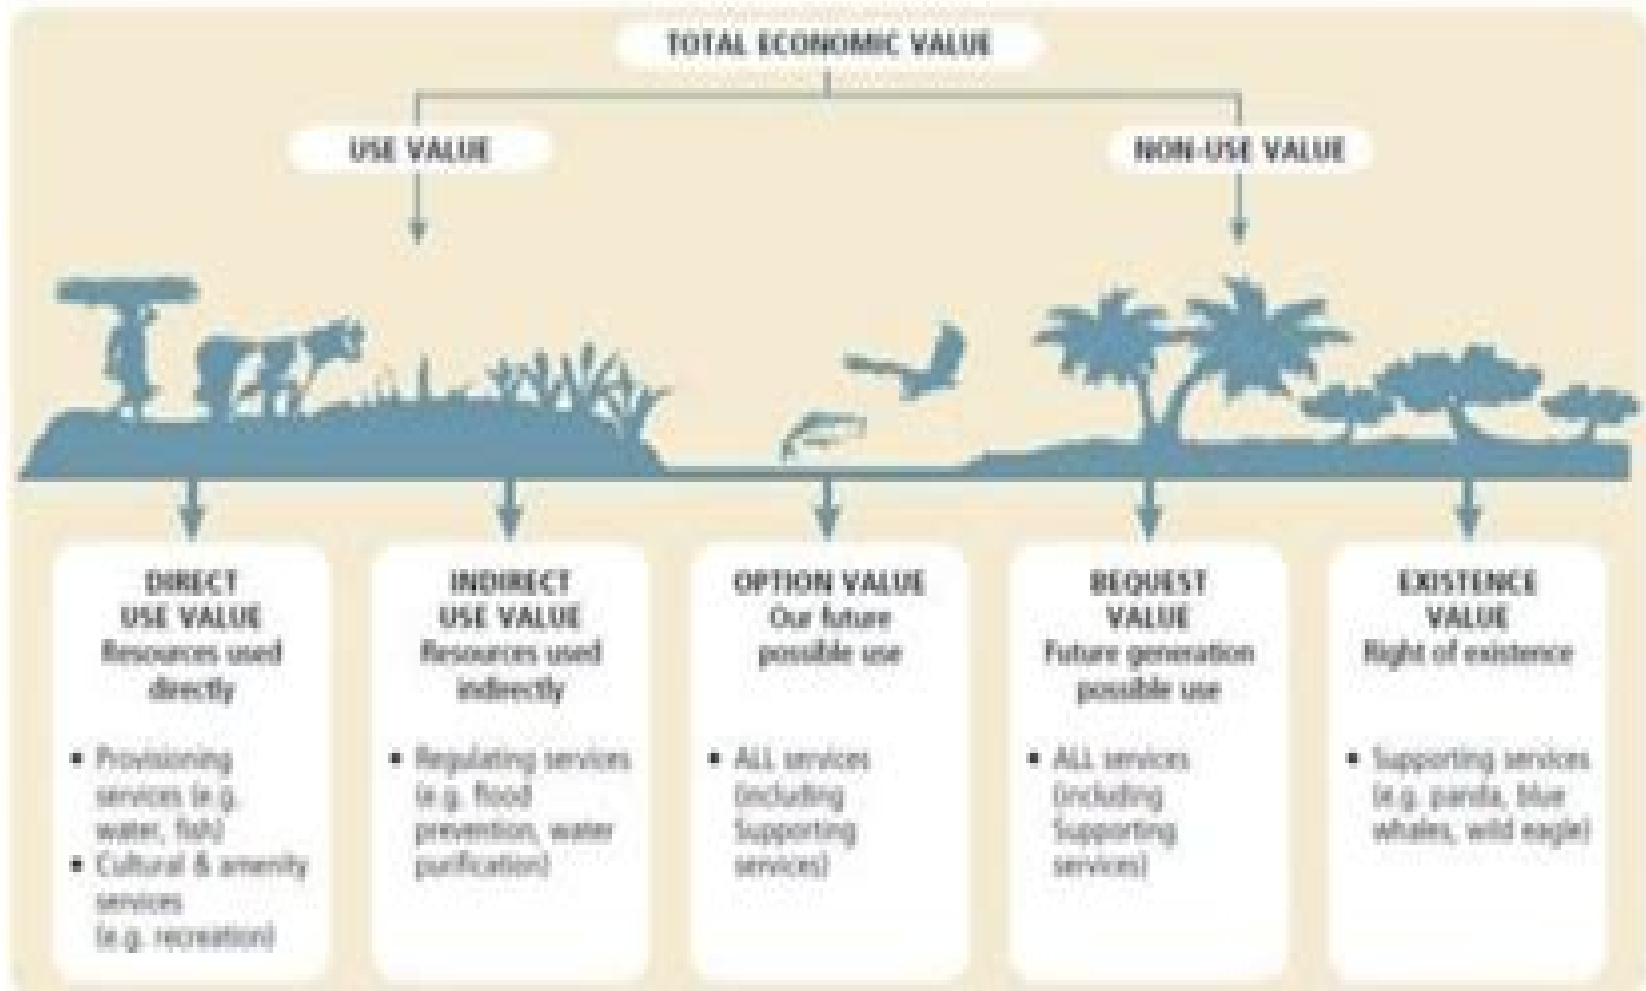 TOTAL ECONOMIC VALUE
USE VALUE
NON-USE VALUE
DIRECT
USE VALUE
Resources used
directly
• Provisioning
services (e.g.
water, fish)
• Cultural & amenity
services
(e.g. recreation)
INDIRECT
USE VALUE
Resources used
indirectly
• Regulating services
(e.g. flood
prevention, water
purification)
OPTION VALUE
Our future
possible use
• ALL services
(including
Supporting
services)
BEQUEST
VALUE
Future generation
possible use
• ALL services
(including
Supporting
services)
EXISTENCE
VALUE
Right of existence
• Supporting services
(e.g. panda, blue
whales, wild eagle)